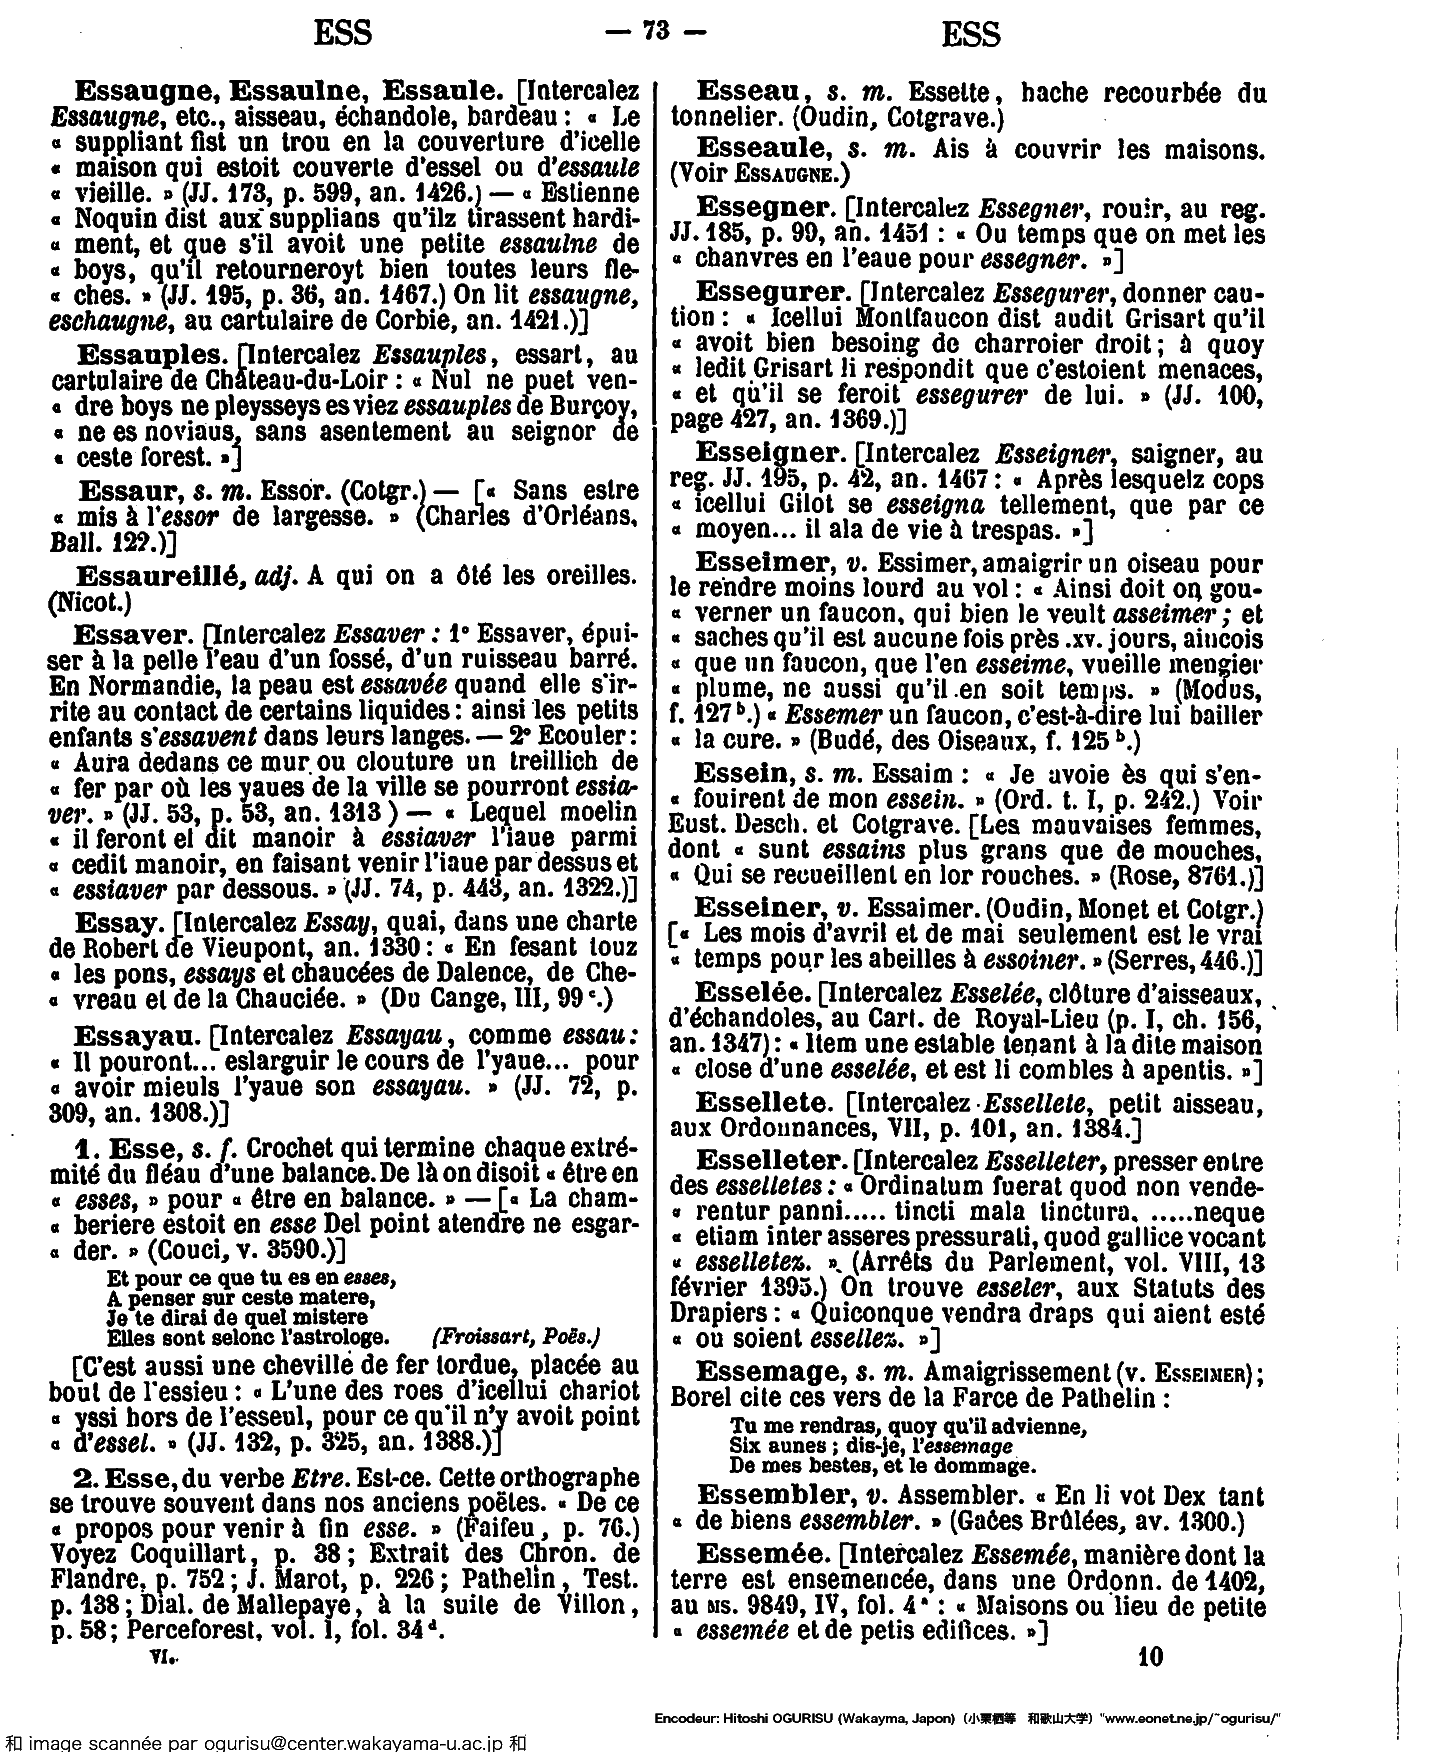 ESS
— 73 —
ESS
Essaugne, Essaulne, Essaule. [Intercalez
Essaugne, etc., aisseau, échandole, bardeau : « Le
« suppliant fist un trou en la couverture d'icelle
« maison qui estoit couverte d'essel ou d'essaule
« vieille. » (JJ. 173, p. 599, an. 1426.) — « Estienne
« Noquin dist aux supplians qu'ilz tirassent hardi-
« ment, et que s'il avoit une petite essaulne de
« boys, qu'il retourneroyt bien toutes leurs fle-
« ches. » (JJ. 195, p. 36, an. 1467.) On lit essaugne,
eschaugne, au cartulaire de Corbie, an. 1421.)]
Essauples. [Intercalez Essauples, essart, au
cartulaire de Château-du-Loir : « Nul ne puet ven-
« dre boys ne pleysseys es viez essauples de Burçoy,
« ne es noviaus, sans asentement au seignor de
« ceste forest. »]
Essaur, s. m. Essor. (Cotgr.) — [« Sans estre
« mis à l'essor de largesse. » (Charles d'Orléans,
Ball. 122.)]
Essaureillé, adj. A qui on a ôté les oreilles.
(Nicot.)
Essaver. [Intercalez Essaver : 1° Essaver, épui-
ser à la pelle l'eau d'un fossé, d'un ruisseau barré.
En Normandie, la peau est essavée quand elle s'ir-
rite au contact de certains liquides : ainsi les petits
enfants s'essavent dans leurs langes. — 2° Ecouler :
« Aura dedans ce mur ou clouture un treillich de
« fer par où les yaues de la ville se pourront essia-
ver. » (JJ. 53, p. 53, an. 1313 ) — « Lequel moelin
« il feront el dit manoir à essiaver l'iaue parmi
« cedit manoir, en faisant venir l'iaue par dessus et
« essiaver par dessous. » (JJ. 74, p. 443, an. 1322.)]
Essay. [Intercalez Essay, quai, dans une charte
de Robert de Vieupont, an. 1330 : « En fesant touz
« les pons, essays et chaucées de Dalence, de Che-
« vreau et de la Chauciée. » (Du Cange, III, 99 c.)
Essayau. [Intercalez Essayau, comme essau :
« Il pouront... eslarguir le cours de l'yaue... pour
« avoir mieuls l'yaue son essayau. » (JJ. 72, p.
309, an. 1308.)]
1. Esse, s. f. Crochet qui termine chaque extré-
mité du fléau d'une balance. De là on disoit « être en
« esses, » pour « être en balance. » — [« La cham-
« beriere estoit en esse Del point atendre ne esgar-
« der. » (Couci, v. 3590.)]
Et pour ce que tu es en esses,
A penser sur ceste matere,
Je te dirai de quel mistere
Elles sont selonc l'astrologe. (Froissart, Poës.)
[C'est aussi une cheville de fer tordue, placée au
bout de l'essieu : « L'une des roes d'icellui chariot
« yssi hors de l'esseul, pour ce qu'il n'y avoit point
« d'essel. » (JJ. 132, p. 325, an. 1388.)]
2. Esse, du verbe Etre. Est-ce. Cette orthographe
se trouve souvent dans nos anciens poëtes. « De ce
« propos pour venir à fin esse. » (Faifeu, p. 76.)
Voyez Coquillart, p. 38 ; Extrait des Chron. de
Flandre, p. 752 ; J. Marot, p. 226 ; Pathelin, Test.
p. 138 ; Dial. de Mallepaye, à la suite de Villon,
p. 58 ; Perceforest, vol. I, fol. 34 d.
VI.
Esseau, s. m. Essette, hache recourbée du
tonnelier. (Oudin, Cotgrave.)
Esseaule, s. m. Ais à couvrir les maisons.
(Voir ESSAUGNE.)
Essegner. [Intercalez Essegner, rouir, au reg.
JJ. 185, p. 99, an. 1451 : « Ou temps que on met les
« chanvres en l'eaue pour essegner. »]
Essegurer. [Intercalez Essegurer, donner cau-
tion : « Icellui Montfaucon dist audit Grisart qu'il
« avoit bien besoing de charroier droit ; à quoy
« ledit Grisart li respondit que c'estoient menaces,
« et qu'il se feroit essegurer de lui. » (JJ. 100,
page 427, an. 1369.)]
Esseigner. [Intercalez Esseigner, saigner, au
reg. JJ. 195, p. 42, an. 1467 : « Après lesquelz cops
« icellui Gilot se esseigna tellement, que par ce
« moyen... il ala de vie à trespas. »]
Esseimer, v. Essimer, amaigrir un oiseau pour
le rendre moins lourd au vol : « Ainsi doit on gou-
« verner un faucon, qui bien le veult asseimer ; et
« saches qu'il est aucune fois près .xv. jours, aincois
« que un faucon, que l'en esseime, vueille mengier
« plume, ne aussi qu'il en soit temps. » (Modus,
f. 127 b.) « Essemer un faucon, c'est-à-dire lui bailler
« la cure. » (Budé, des Oiseaux, f. 125 b.)
Essein, s. m. Essaim : « Je avoie ès qui s'en-
« fouirent de mon essein. » (Ord. t. I, p. 242.) Voir
Eust. Desch. et Cotgrave. [Les mauvaises femmes,
dont « sunt essains plus grans que de mouches,
« Qui se recueillent en lor rouches. » (Rose, 8761.)]
Esseiner, v. Essaimer. (Oudin, Monet et Cotgr.)
[« Les mois d'avril et de mai seulement est le vrai
« temps pour les abeilles à essoiner. » (Serres, 446.)]
Esselée. [Intercalez Esselée, clôture d'aisseaux,
d'échandoles, au Cart. de Royal-Lieu (p. I, ch. 156,
an. 1347) : « Item une estable tenant à la dite maison
« close d'une esselée, et est li combles à apentis. »]
Essellete. [Intercalez Essellete, petit aisseau,
aux Ordonnances, VII, p. 101, an. 1384.]
Esselleter. [Intercalez Esselleter, presser entre
des esselletes : « Ordinatum fuerat quod non vende-
« rentur panni..... tincti mala tinctura, .....neque
« etiam inter asseres pressurati, quod gallice vocant
« esselletez. » (Arrêts du Parlement, vol. VIII, 13
février 1395.) On trouve esseler, aux Statuts des
Drapiers : « Quiconque vendra draps qui aient esté
« ou soient essellez. »]
Essemage, s. m. Amaigrissement (v. ESSEIMER) ;
Borel cite ces vers de la Farce de Pathelin :
Tu me rendras, quoy qu'il advienne,
Six aunes ; dis-je, l'essemage
De mes bestes, et le dommage.
Essembler, v. Assembler. « En li vot Dex tant
« de biens essembler. » (Gaces Brûlées, av. 1300.)
Essemée. [Intercalez Essemée, manière dont la
terre est ensemencée, dans une Ordonn. de 1402,
au MS. 9849, IV, fol. 4 a : « Maisons ou lieu de petite
« essemée et de petis edifices. »]
10
Encodeur: Hitoshi OGURISU (Wakayma, Japon) (小栗栖等 和歌山大学) "www.eonet.ne.jp/~ogurisu/"
和 image scannée par ogurisu@center.wakayama-u.ac.jp 和